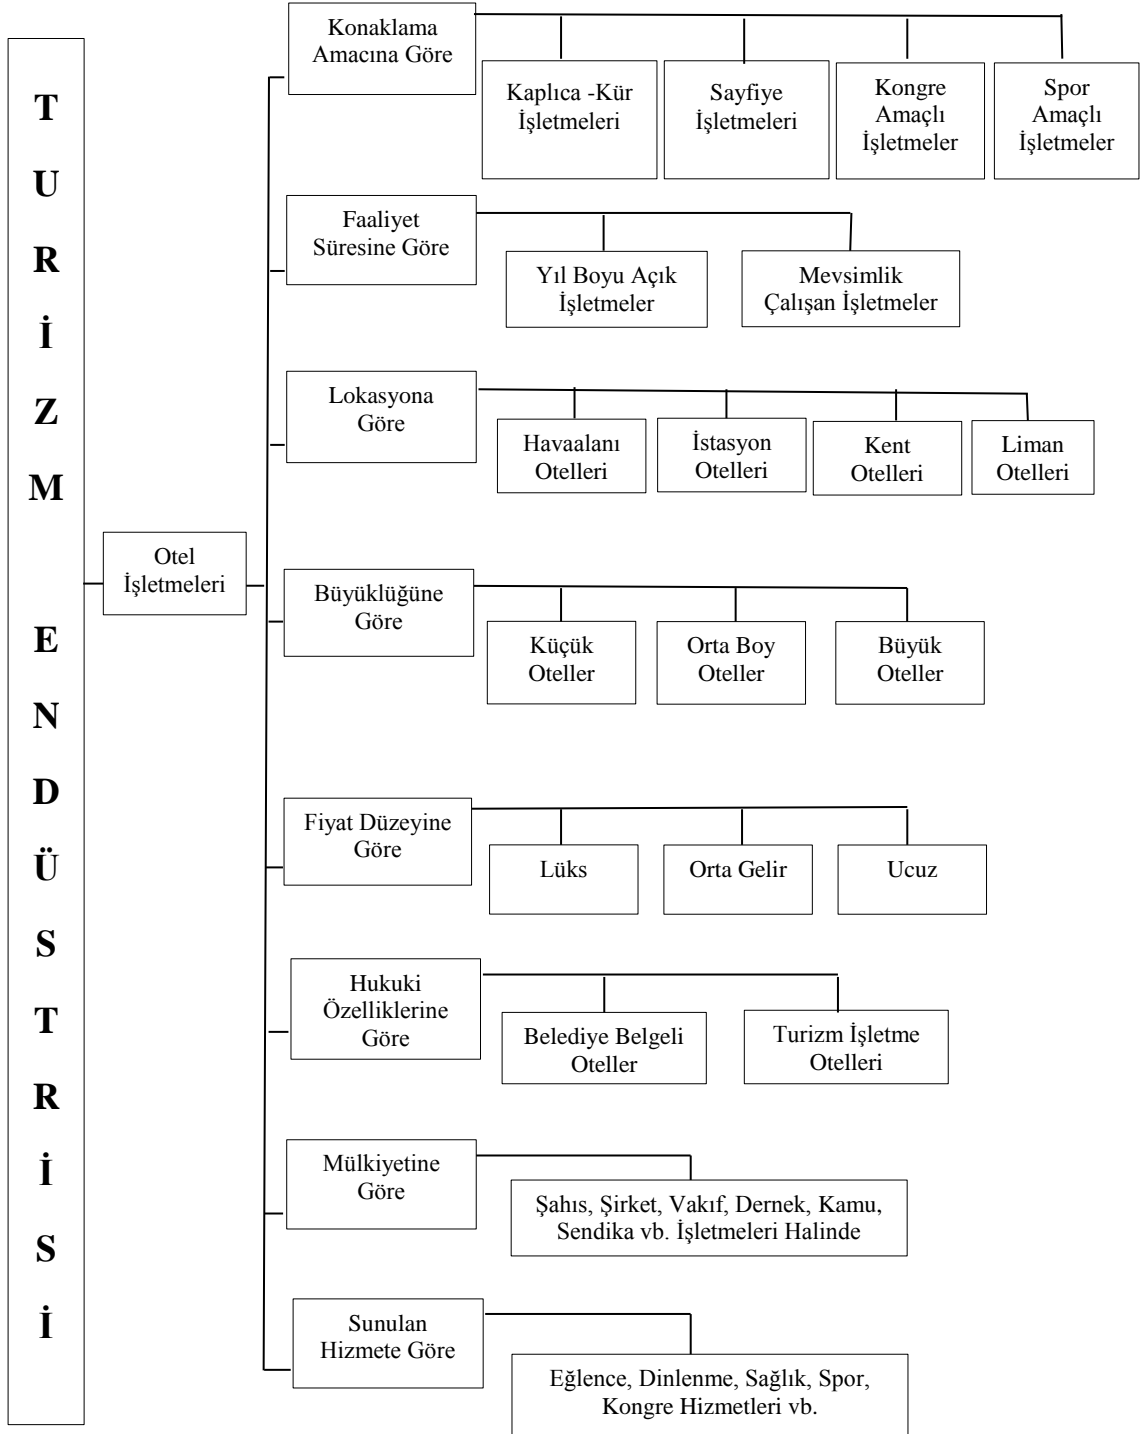 TURİZM ENDÜSTRİSİ
Otel
İşletmeleri
Konaklama
Amacına Göre
Kaplıca -Kür
İşletmeleri
Sayfiye
İşletmeleri
Kongre
Amaçlı
İşletmeler
Spor
Amaçlı
İşletmeler
Faaliyet
Süresine Göre
Yıl Boyu Açık
İşletmeler
Mevsimlik
Çalışan İşletmeler
Lokasyona
Göre
Havaalanı
Otelleri
İstasyon
Otelleri
Kent
Otelleri
Liman
Otelleri
Büyüklüğüne
Göre
Küçük
Oteller
Orta Boy
Oteller
Büyük
Oteller
Fiyat Düzeyine
Göre
Lüks
Orta Gelir
Ucuz
Hukuki
Özelliklerine
Göre
Belediye Belgeli
Oteller
Turizm İşletme
Otelleri
Mülkiyetine
Göre
Şahıs, Şirket, Vakıf, Dernek, Kamu,
Sendika vb. İşletmeleri Halinde
Sunulan
Hizmete Göre
Eğlence, Dinlenme, Sağlık, Spor,
Kongre Hizmetleri vb.